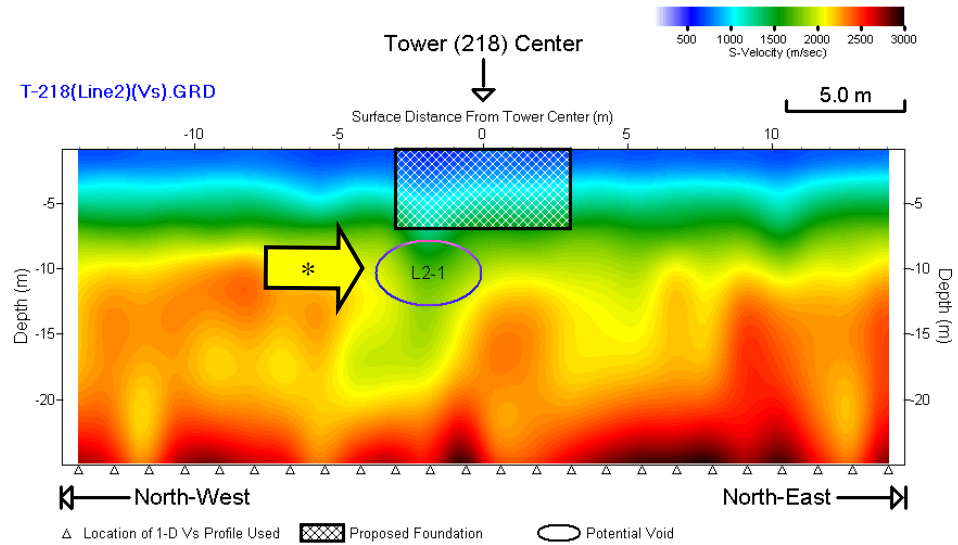 500 1000 1500 2000 2500 3000
S-Velocity (m/sec)
Tower (218) Center
T-218(Line2)(Vs).GRD
5.0 m
Surface Distance From Tower Center (m)
-10 -5 0 5 10
-5 -5
-10 -10
-15 -15
-20 -20
Depth (m)
Depth (m)
*
L2-1
North-West North-East
Location of 1-D Vs Profile Used Proposed Foundation Potential Void